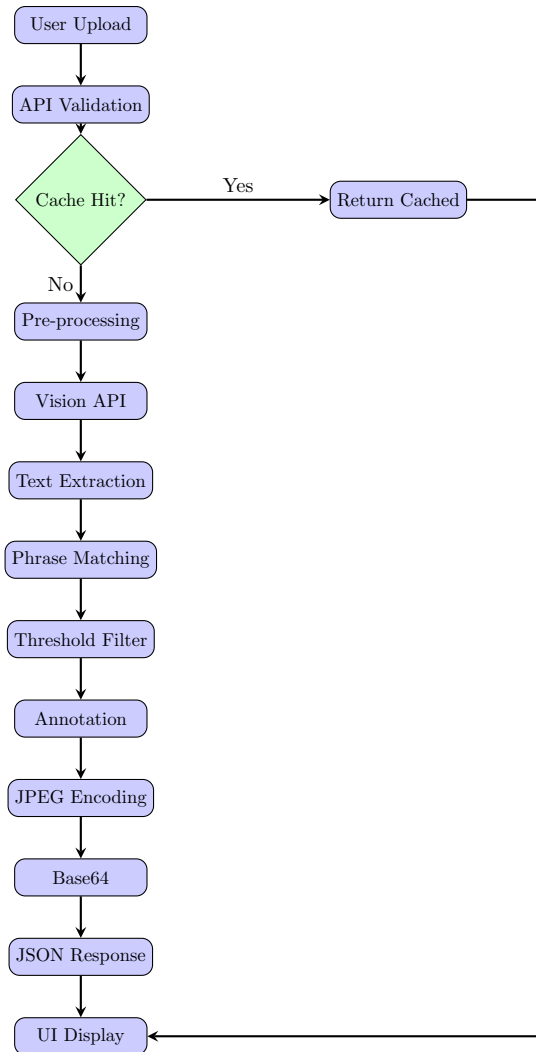 User Upload
API Validation
Cache Hit?
Yes
Return Cached
No
Pre-processing
Vision API
Text Extraction
Phrase Matching
Threshold Filter
Annotation
JPEG Encoding
Base64
JSON Response
UI Display